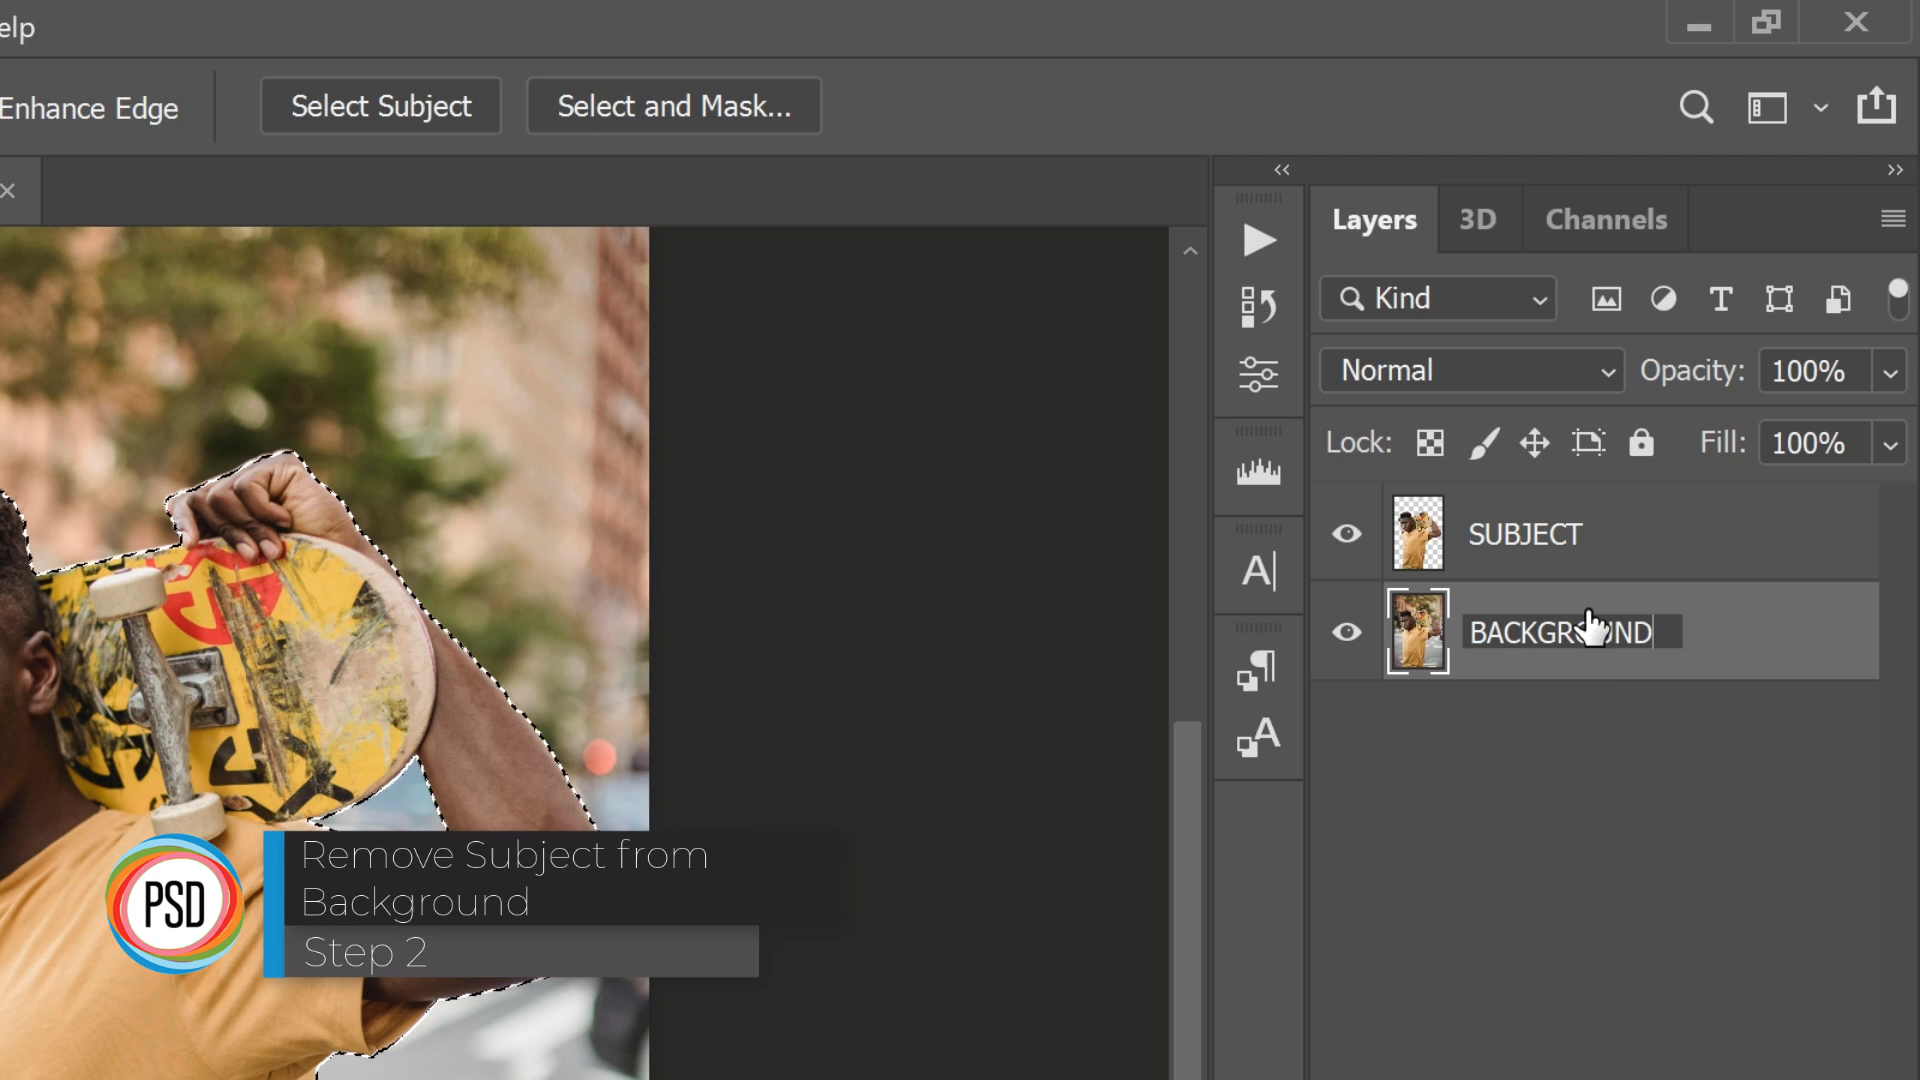 elp
Enhance Edge
Select Subject
Select and Mask...
Layers
3D
Channels
Kind
Normal
Opacity: 100%
Lock:
Fill: 100%
SUBJECT
BACKGROUND
PSD
Remove Subject from
Background
Step 2